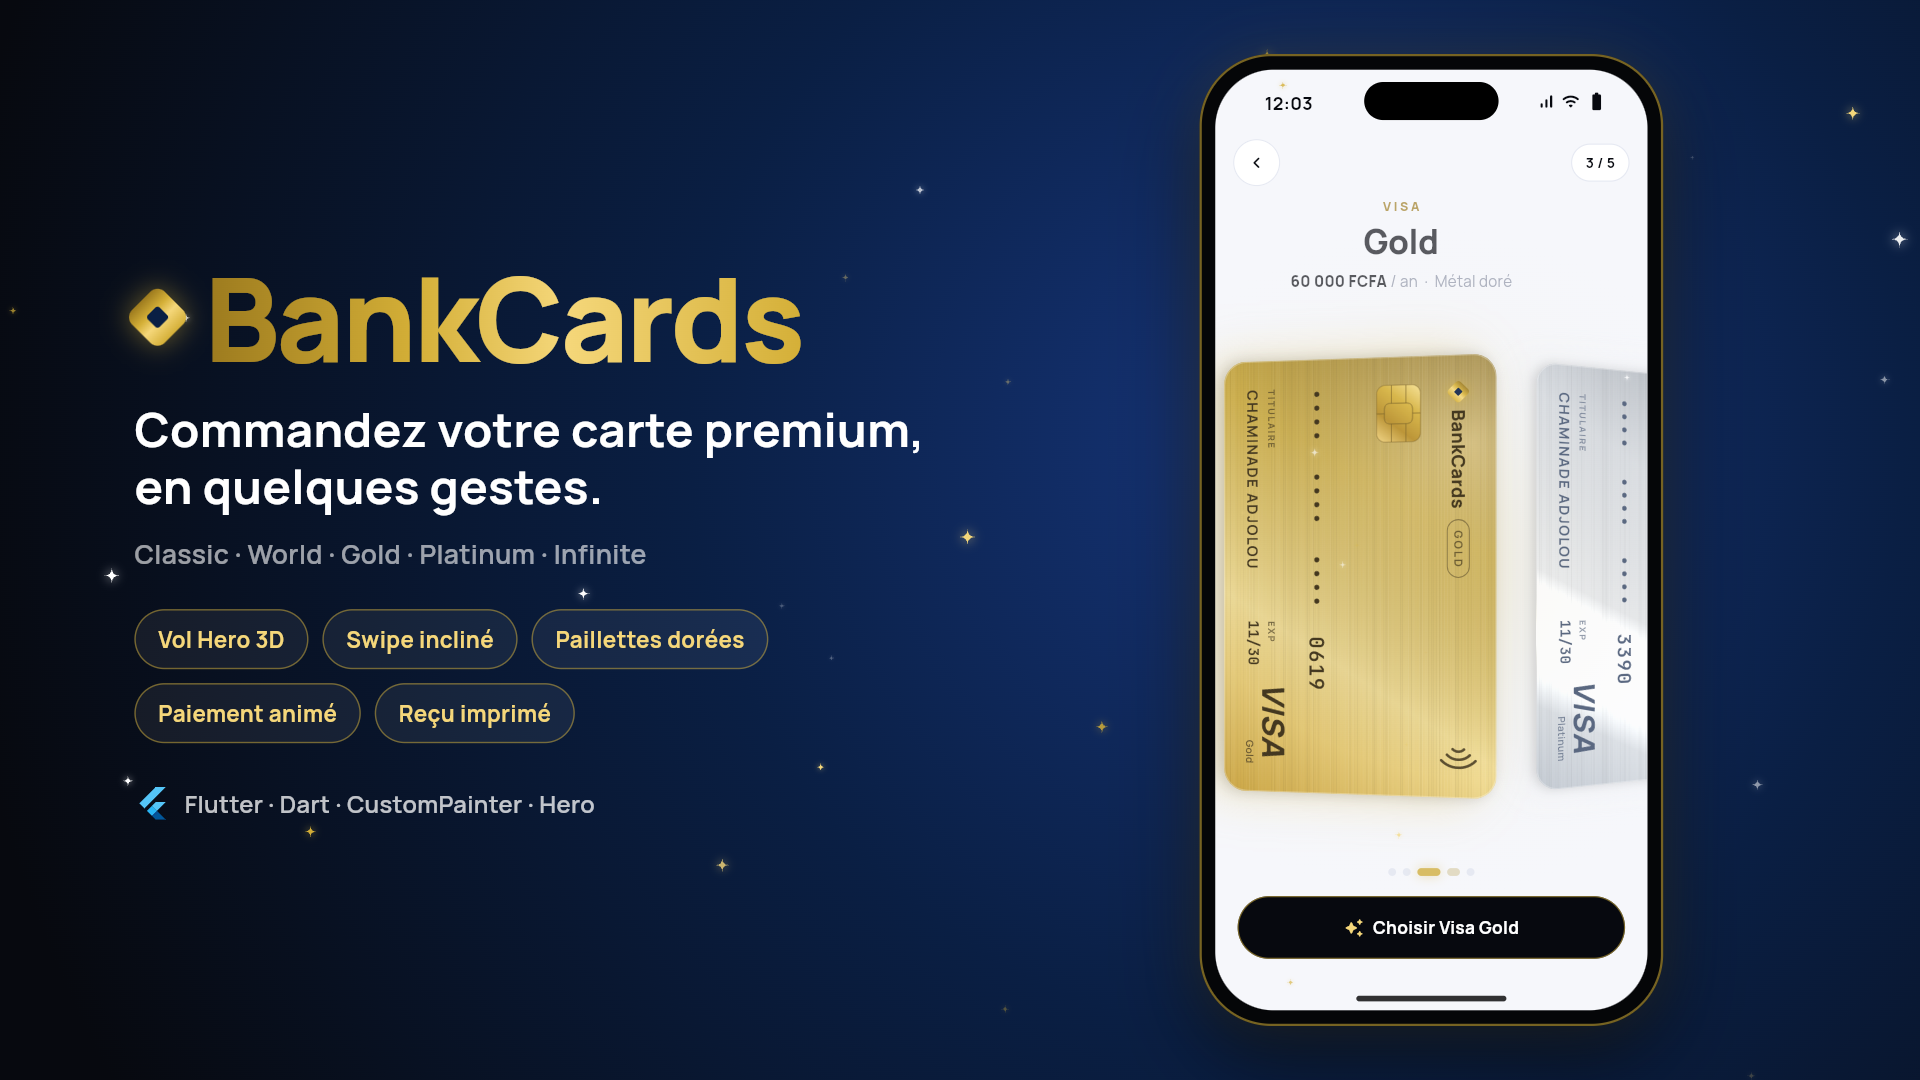 BankCards
Commandez votre carte premium,
en quelques gestes.
Classic · World · Gold · Platinum · Infinite
Vol Hero 3D
Swipe incliné
Paillettes dorées
Paiement animé
Reçu imprimé
Flutter · Dart · CustomPainter · Hero
12:03
3 / 5
VISA
Gold
60 000 FCFA / an · Métal doré
BankCards GOLD
•••• •••• •••• 0619
TITULAIRE
CHAMINADE ADJOLOU
EXP
11/30
VISA
Gold
•••• •••• •••• 3390
TITULAIRE
CHAMINADE ADJOLOU
EXP
11/30
VISA
Platinum
Choisir Visa Gold